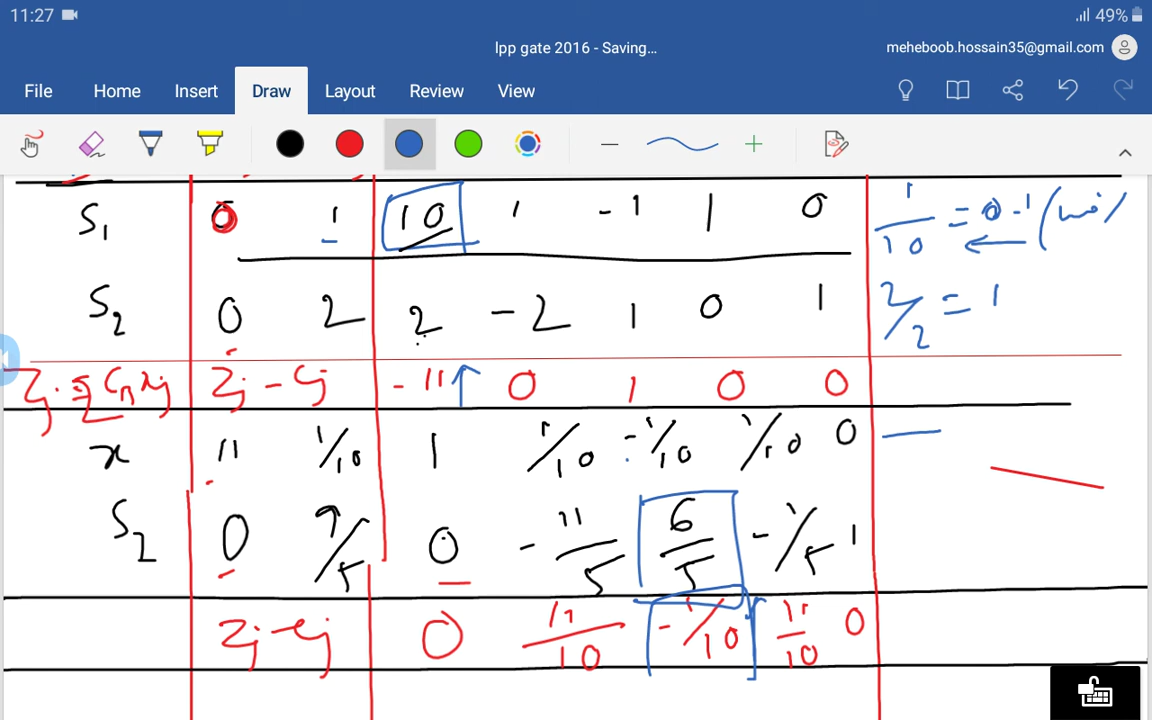 11:27 49%
lpp gate 2016 - Saving...
meheboob.hossain35@gmail.com
File Home Insert Draw Layout Review View
S1 0 1 10 1 -1 1 0 1/10 = 0.1 (
S2 0 2 2 -2 1 0 1 2/2 = 1
Zj - Cj -11 ↑ 0 1 0 0
x 11 1/10 1 1/10 -1/10 1/10 0 —
S2 0 9/5 0 -11/5 6/5 -1/5 1
Zj - Cj 0 11/10 -1/10 11/10 0